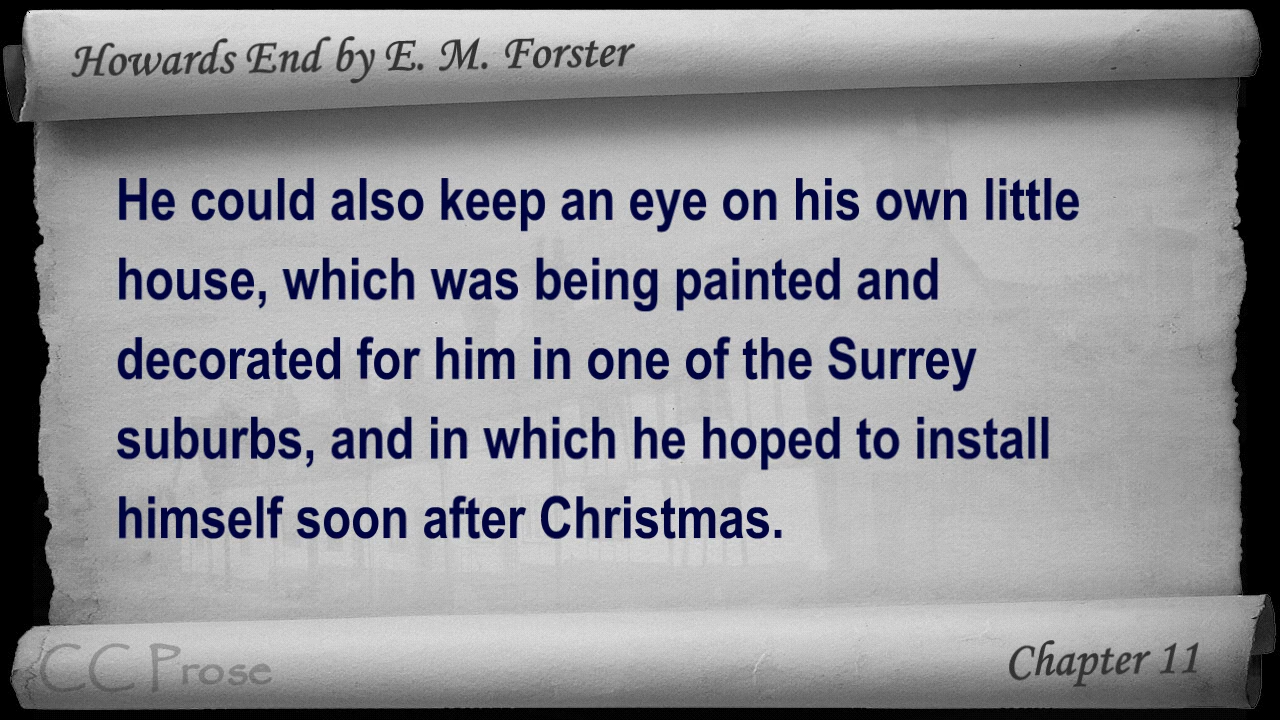 Howards End by E. M. Forster
He could also keep an eye on his own little
house, which was being painted and
decorated for him in one of the Surrey
suburbs, and in which he hoped to install
himself soon after Christmas.
CC Prose
Chapter 11